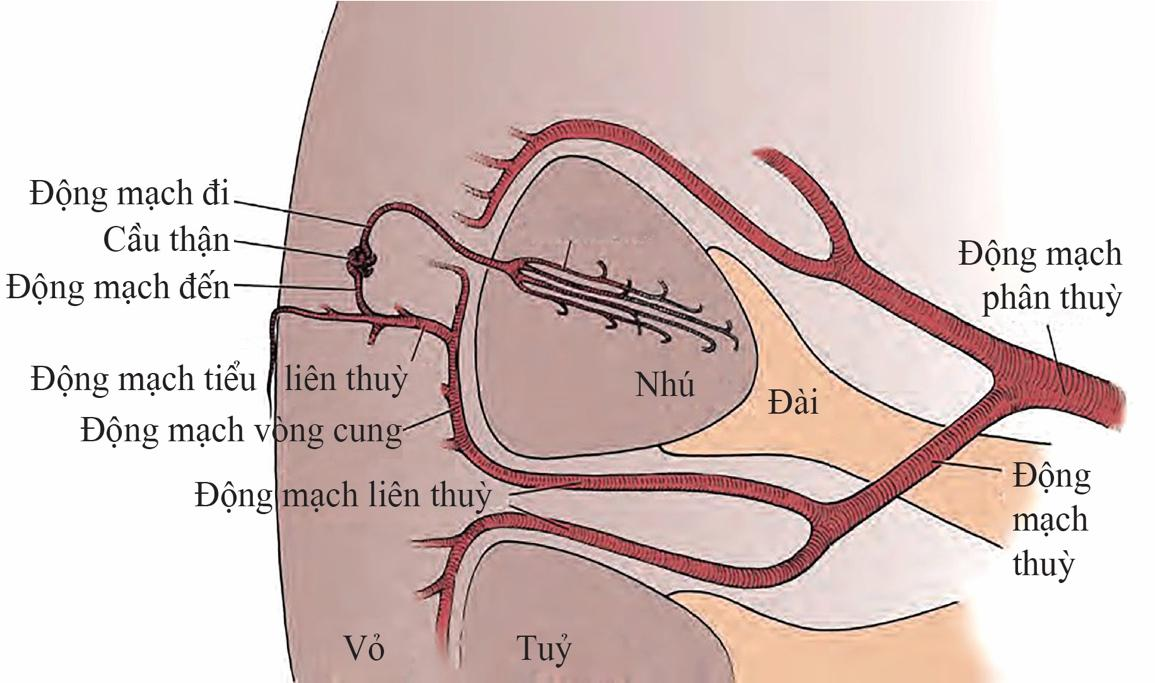 Động mạch đi
Cầu thận
Động mạch đến
Động mạch
phân thuỳ
Động mạch tiểu liên thuỳ
Nhú
Đài
Động mạch vòng cung
Động mạch liên thuỳ
Động
mạch
thuỳ
Vỏ
Tuỷ